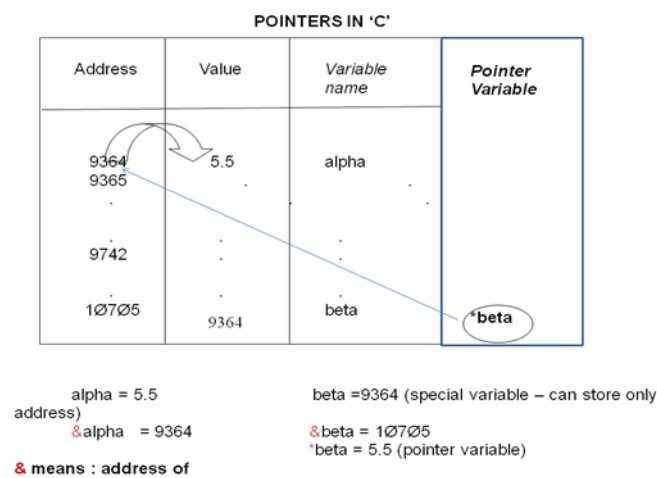 POINTERS IN ‘C’
Address Value Variable name Pointer Variable
9364 5.5 alpha
9365
9742
1Ø7Ø5 9364 beta *beta
alpha = 5.5 beta =9364 (special variable – can store only
address)
&alpha = 9364 &beta = 1Ø7Ø5
*beta = 5.5 (pointer variable)
& means : address of